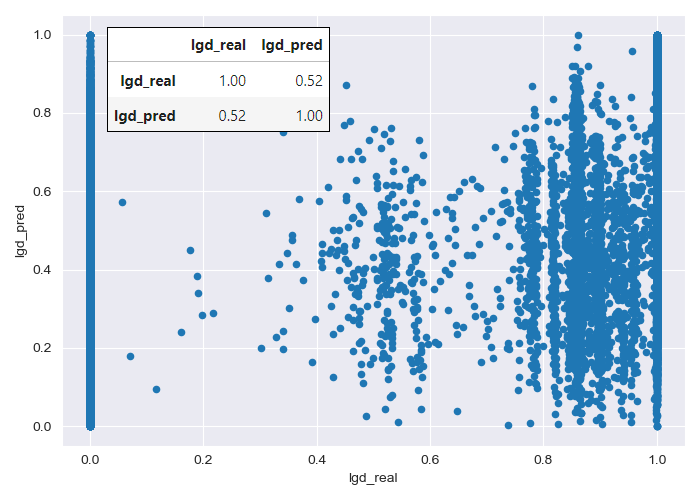 1.0
lgd_real lgd_pred
lgd_real 1.00 0.52
0.8
lgd_pred 0.52 1.00
0.6
lgd_pred
0.4
0.2
0.0
0.0 0.2 0.4 0.6 0.8 1.0
lgd_real